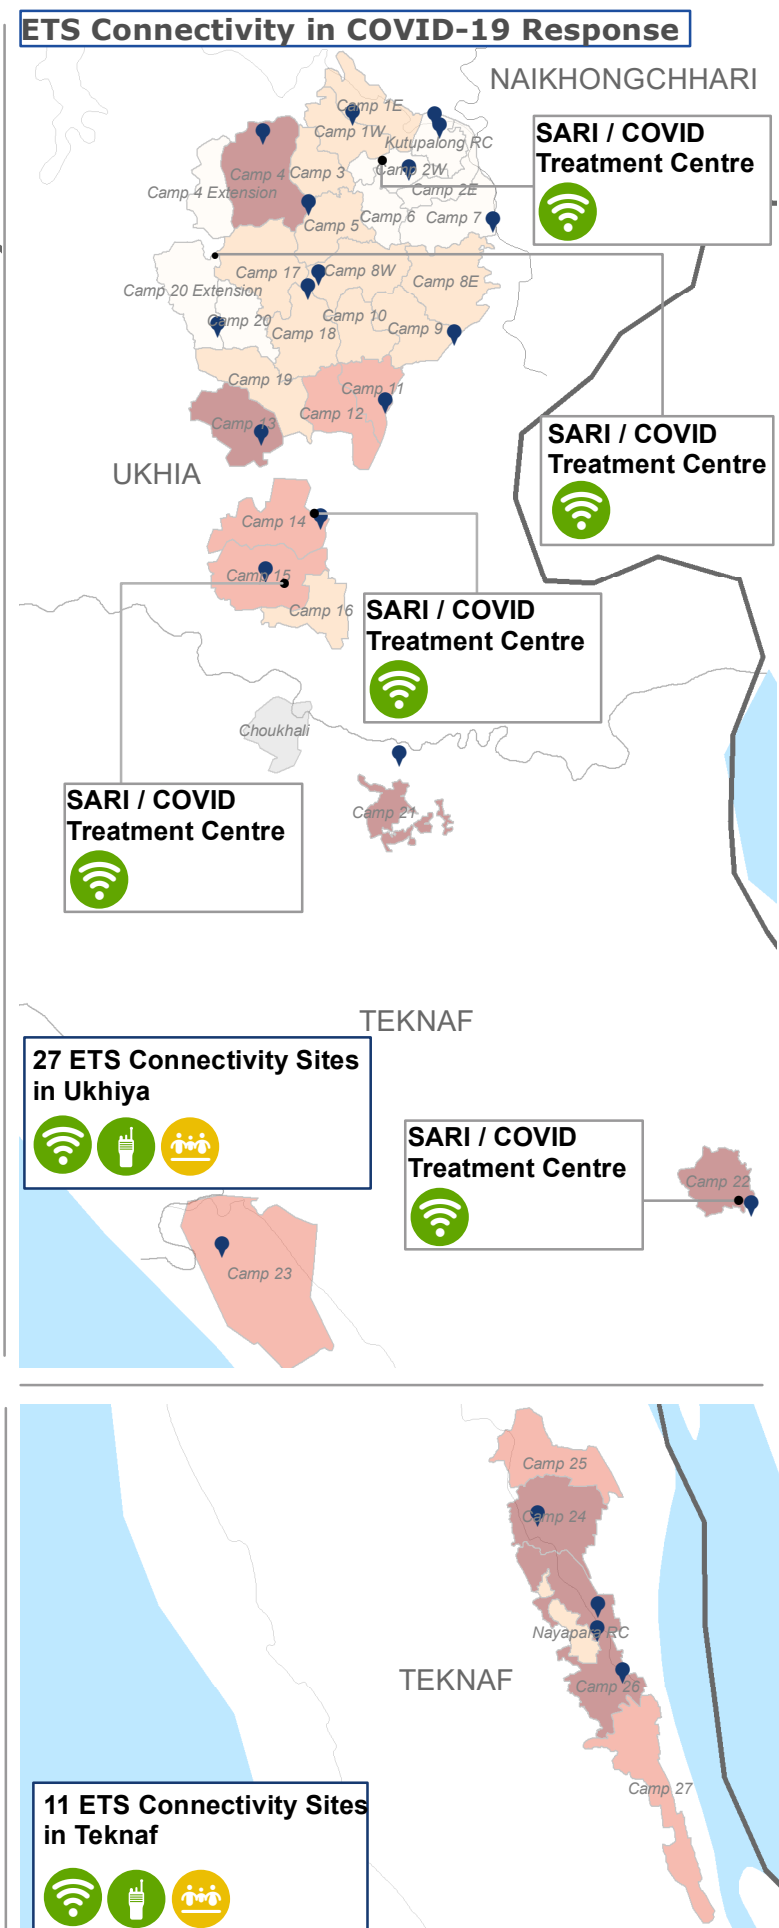 ETS Connectivity in COVID-19 Response
NAIKHONGCHHARI
Camp 1E
Camp 1W
Kutupalong RC
SARI / COVID
Treatment Centre
Camp 4
Camp 3
Camp 2W
Camp 2E
Camp 4 Extension
Camp 5
Camp 6
Camp 7
Camp 17
Camp 8W
Camp 8E
Camp 20 Extension
Camp 20
Camp 10
Camp 18
Camp 9
Camp 19
Camp 11
Camp 12
Camp 13
SARI / COVID
Treatment Centre
UKHIA
Camp 14
Camp 15
Camp 16
SARI / COVID
Treatment Centre
Choukhali
SARI / COVID
Treatment Centre
Camp 21
TEKNAF
27 ETS Connectivity Sites
in Ukhiya
SARI / COVID
Treatment Centre
Camp 22
Camp 23
Camp 25
Camp 24
Nayapara RC
TEKNAF
Camp 26
Camp 27
11 ETS Connectivity Sites
in Teknaf